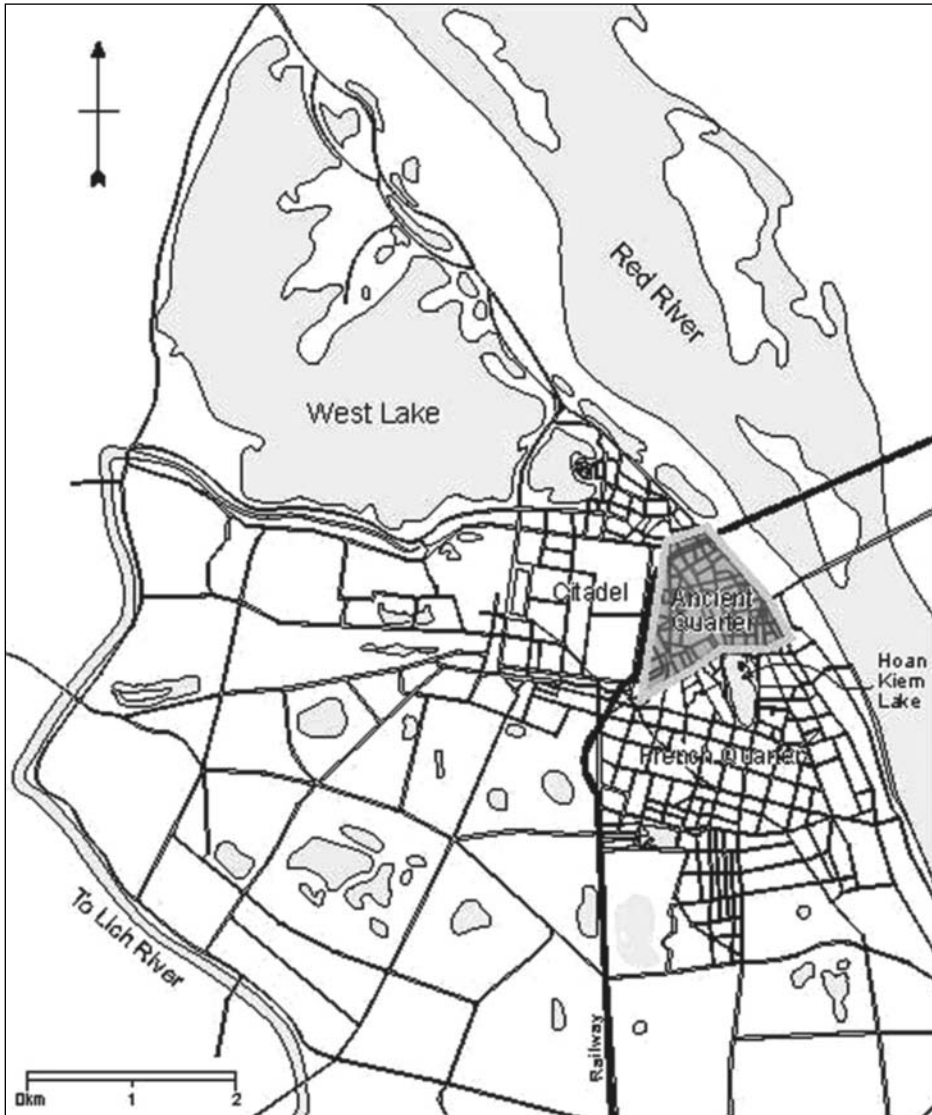 Red River
West Lake
Citadel
Ancient
Quarter
Hoan
Kiem
Lake
French Quarter
To Lich River
Railway
0km 1 2